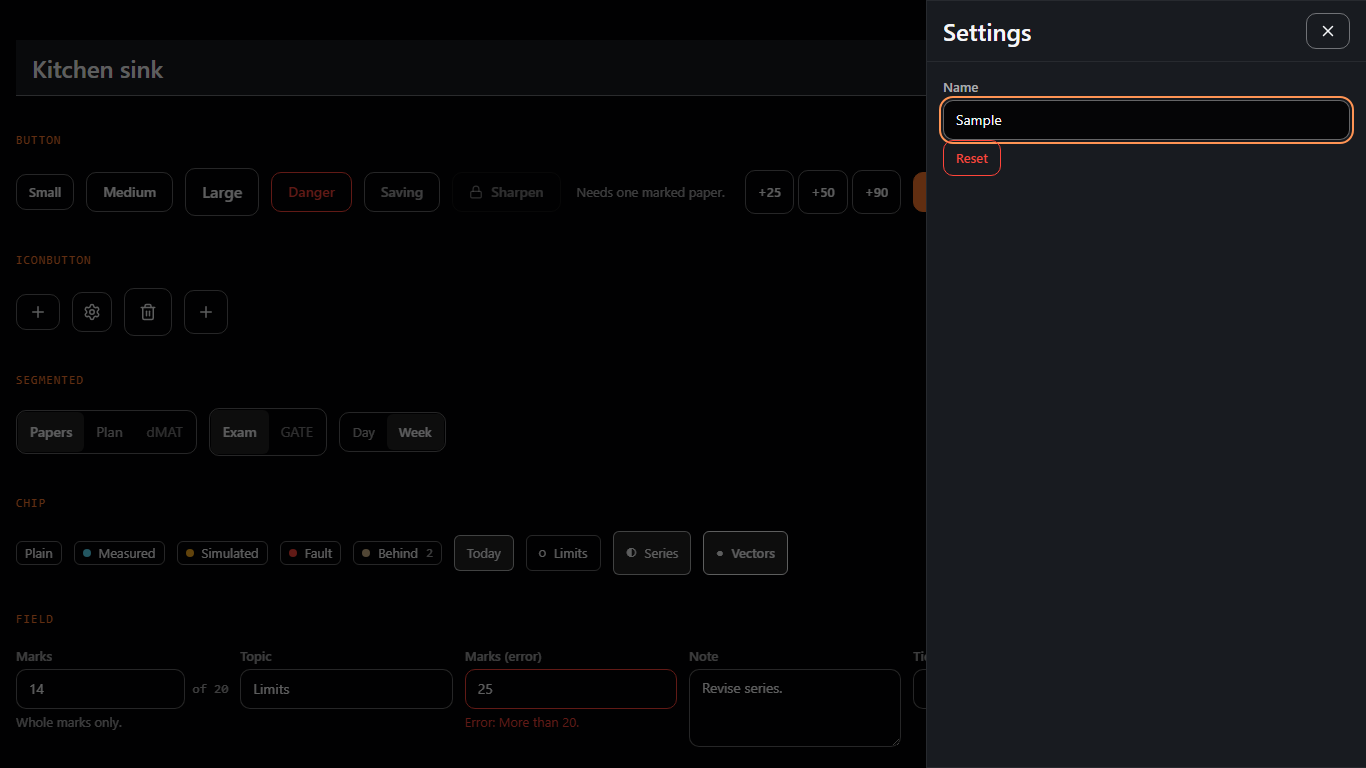 Kitchen sink
BUTTON
Small Medium Large Danger Saving Sharpen Needs one marked paper. +25 +50 +90
ICONBUTTON
SEGMENTED
Papers Plan dMAT Exam GATE Day Week
CHIP
Plain Measured Simulated Fault Behind 2 Today Limits Series Vectors
FIELD
Marks Topic Marks (error) Note
14 of 20 Limits 25 Revise series.
Whole marks only. Error: More than 20.
Settings
Name
Sample
Reset